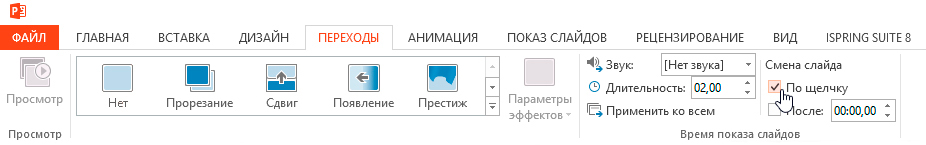 ФАЙЛ ГЛАВНАЯ ВСТАВКА ДИЗАЙН ПЕРЕХОДЫ АНИМАЦИЯ ПОКАЗ СЛАЙДОВ РЕЦЕНЗИРОВАНИЕ ВИД ISPRING SUITE 8
Просмотр
Просмотр
Нет Прорезание Сдвиг Появление Престиж
Параметры
эффектов
Звук: [Нет звука]
Длительность: 02,00
Применить ко всем
Смена слайда
По щелчку
После: 00:00,00
Время показа слайдов